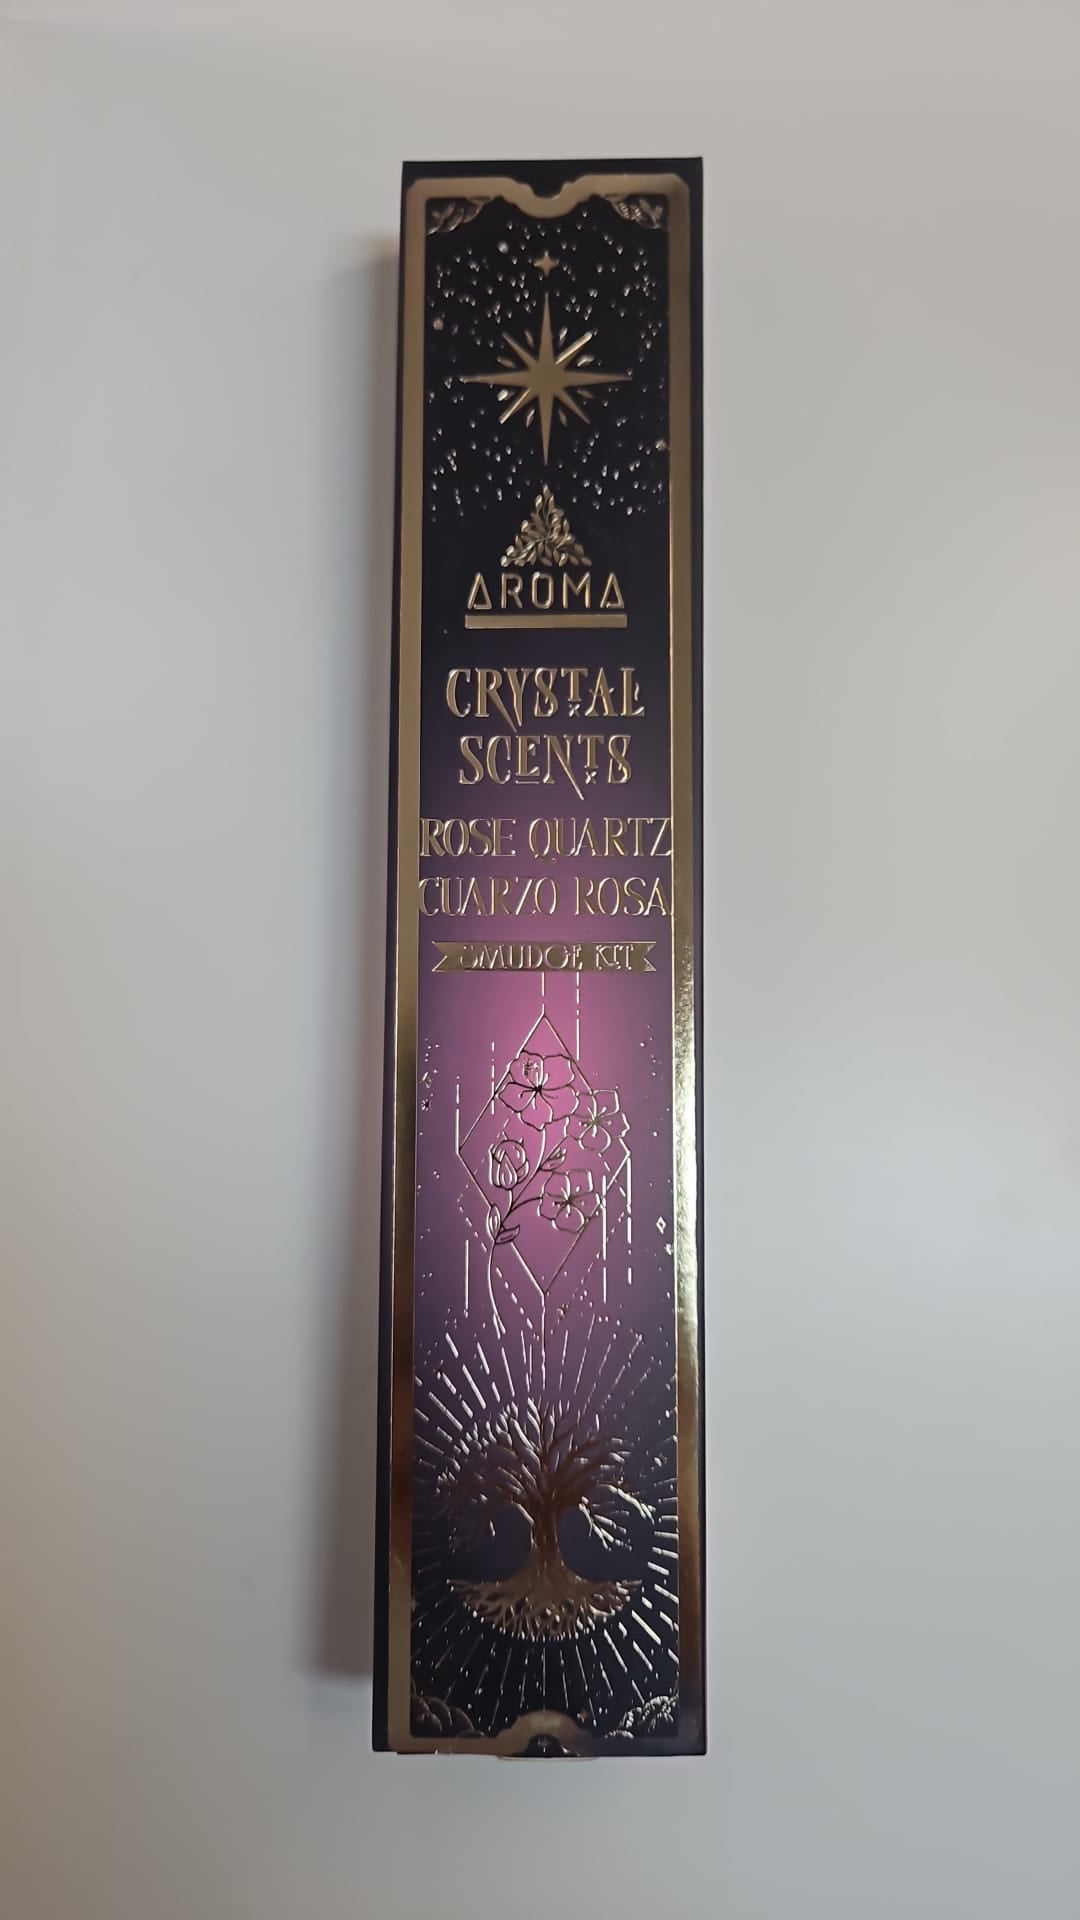 AROMA
CRYSTAL
SCENTS
ROSE QUARTZ
CUARZO ROSA
SMUDGE KIT